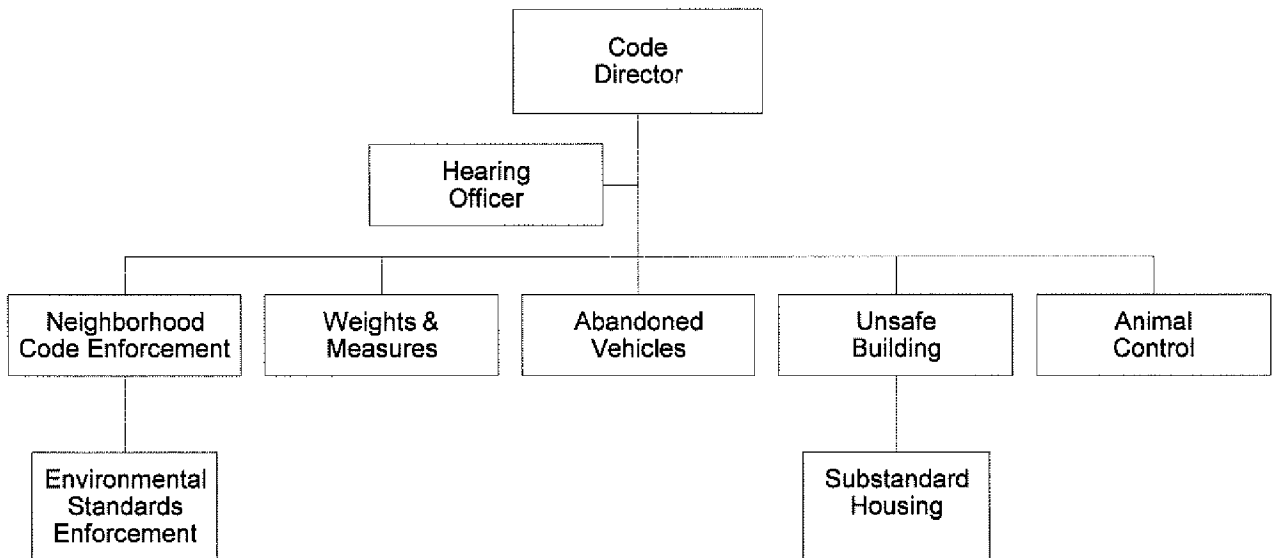 Code
Director
Hearing
Officer
Neighborhood
Code Enforcement
Weights &
Measures
Abandoned
Vehicles
Unsafe
Building
Animal
Control
Environmental
Standards
Enforcement
Substandard
Housing